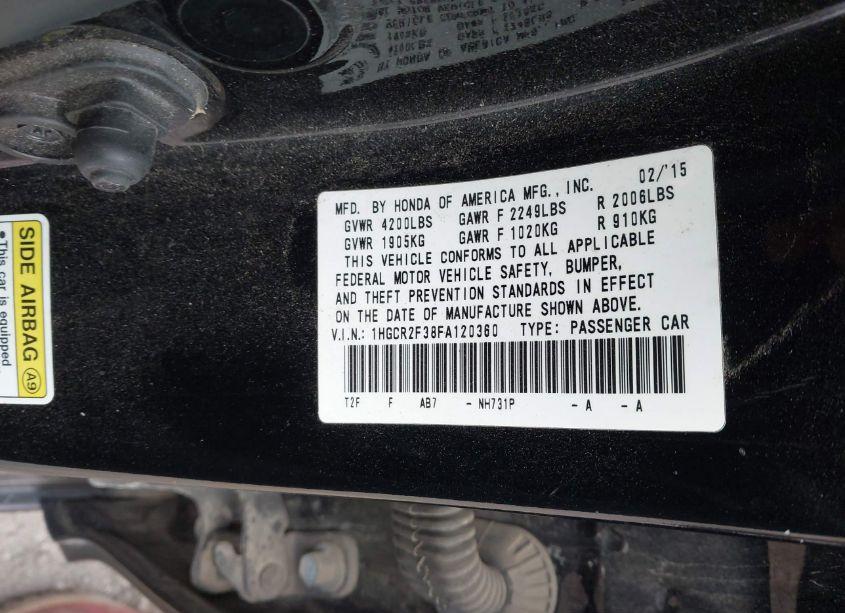 MFD. BY HONDA OF AMERICA MFG., INC. 02/'15
GVWR 4200LBS GAWR F 2249LBS R 2006LBS
GVWR 1905KG GAWR F 1020KG R 910KG
THIS VEHICLE CONFORMS TO ALL APPLICABLE
FEDERAL MOTOR VEHICLE SAFETY, BUMPER,
AND THEFT PREVENTION STANDARDS IN EFFECT
ON THE DATE OF MANUFACTURE SHOWN ABOVE.
V.I.N.: 1HGCR2F38FA120360 TYPE: PASSENGER CAR
T2F F AB7 - NH731P - A - A
SIDE AIRBAG A9
•This car is equipped